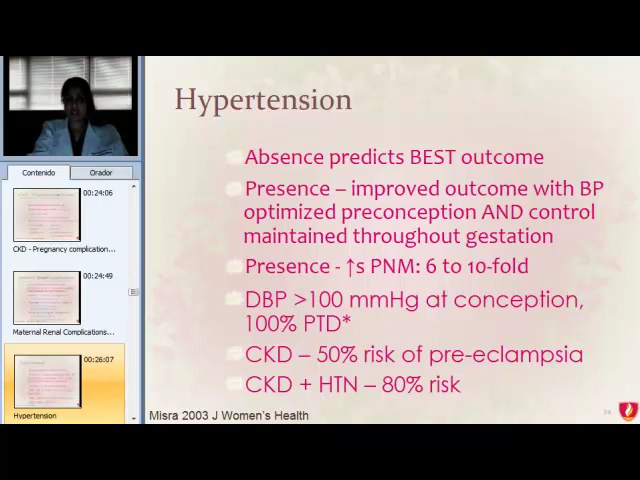 Hypertension
Absence predicts BEST outcome
Presence – improved outcome with BP
optimized preconception AND control
maintained throughout gestation
Presence - ↑s PNM: 6 to 10-fold
DBP >100 mmHg at conception,
100% PTD*
CKD – 50% risk of pre-eclampsia
CKD + HTN – 80% risk
Misra 2003 J Women's Health
Contenido
Orador
00:24:06
CKD - Pregnancy complication...
00:24:49
Maternal Renal Complications...
00:26:07
Hypertension